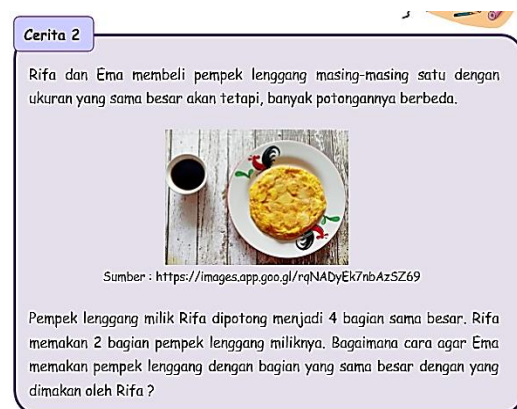 Cerita 2
Rifa dan Ema membeli pempek lenggang masing-masing satu dengan
ukuran yang sama besar akan tetapi, banyak potongannya berbeda.
Sumber : https://images.app.goo.gl/rqNADyEk7nbAzSZ69
Pempek lenggang milik Rifa dipotong menjadi 4 bagian sama besar. Rifa
memakan 2 bagian pempek lenggang miliknya. Bagaimana cara agar Ema
memakan pempek lenggang dengan bagian yang sama besar dengan yang
dimakan oleh Rifa ?